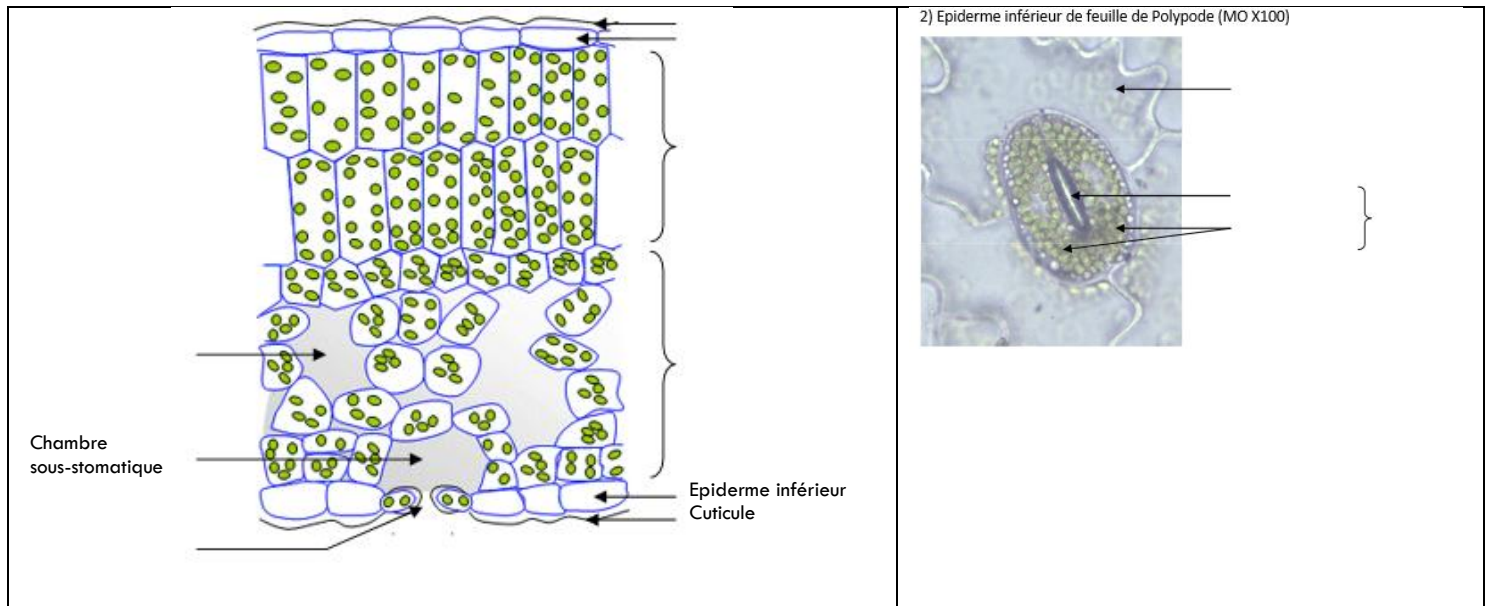 2) Epiderme inférieur de feuille de Polypode (MO X100)
Chambre
sous-stomatique
Epiderme inférieur
Cuticule